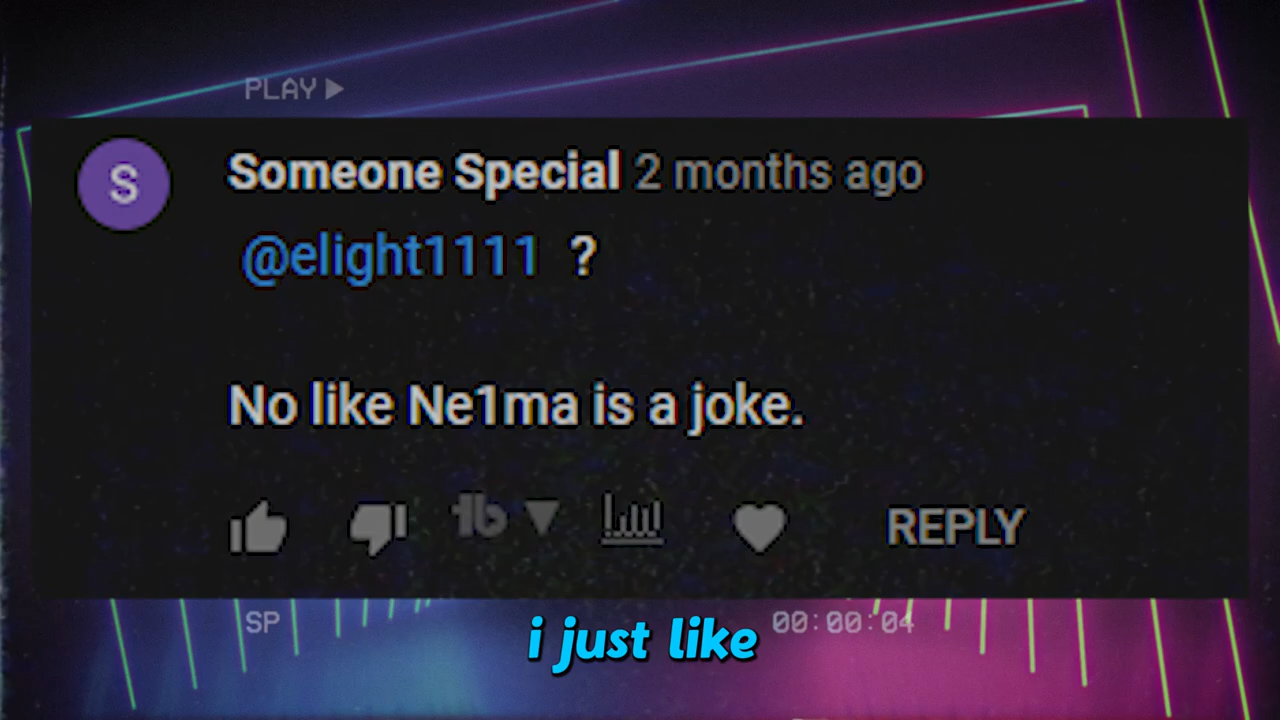 PLAY
S
Someone Special 2 months ago
@elight1111 ?
No like Ne1ma is a joke.
REPLY
SP
00:00:04
i just like